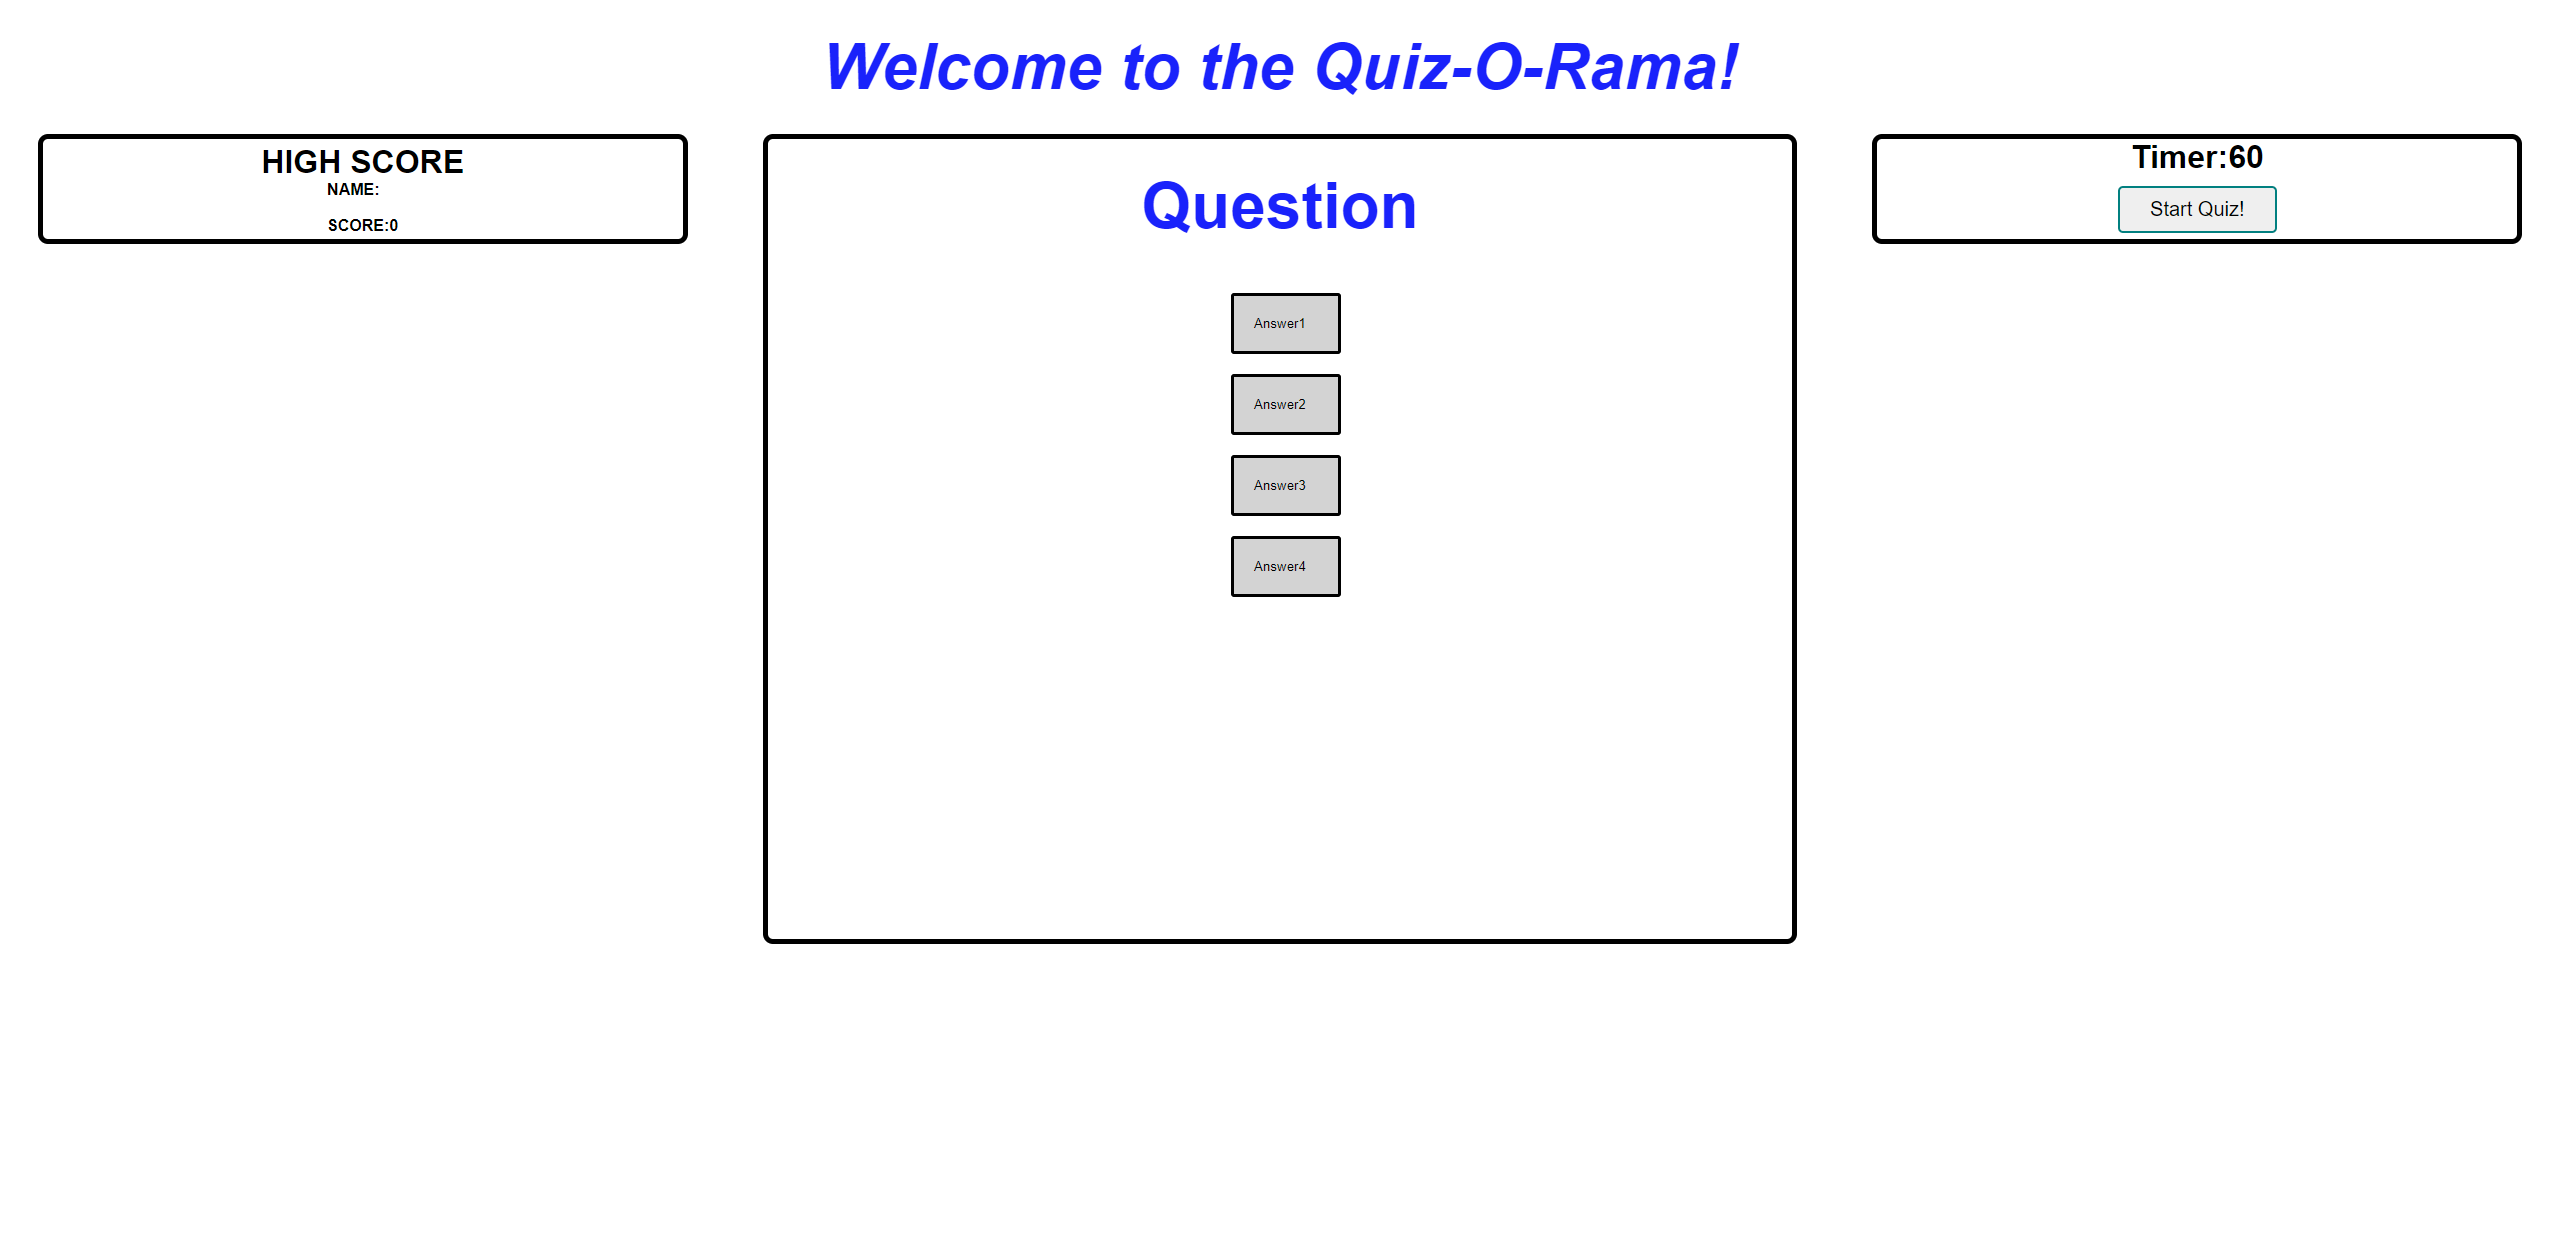 Welcome to the Quiz-O-Rama!
HIGH SCORE
NAME:
SCORE:0
Question
Answer1
Answer2
Answer3
Answer4
Timer:60
Start Quiz!